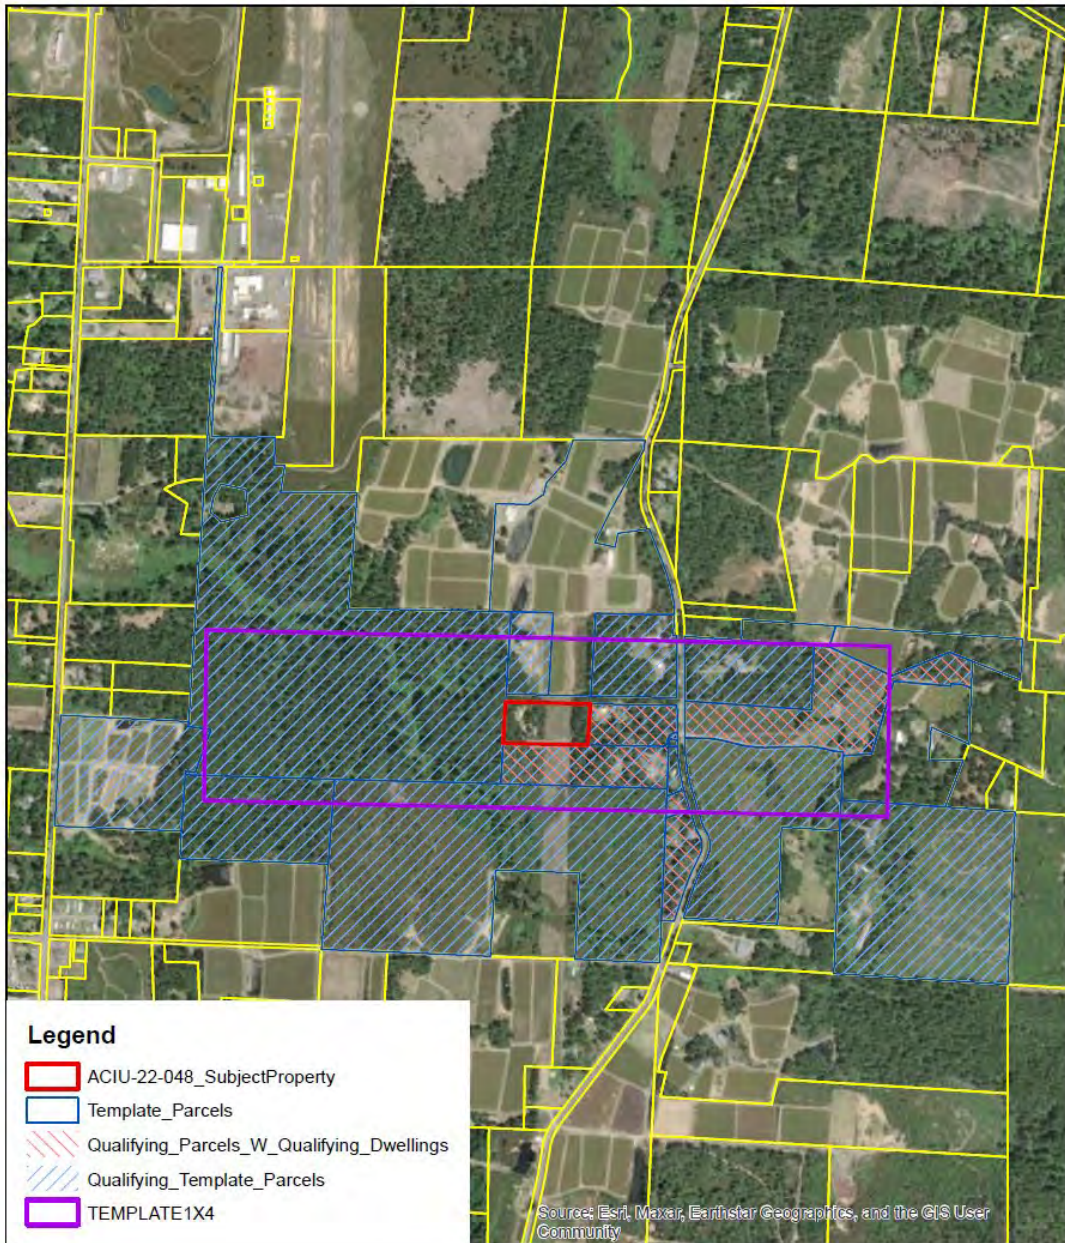 Legend
ACIU-22-048_SubjectProperty
Template_Parcels
Qualifying_Parcels_W_Qualifying_Dwellings
Qualifying_Template_Parcels
TEMPLATE1X4
Source: Esri, Maxar, Earthstar Geographics, and the GIS User
Community